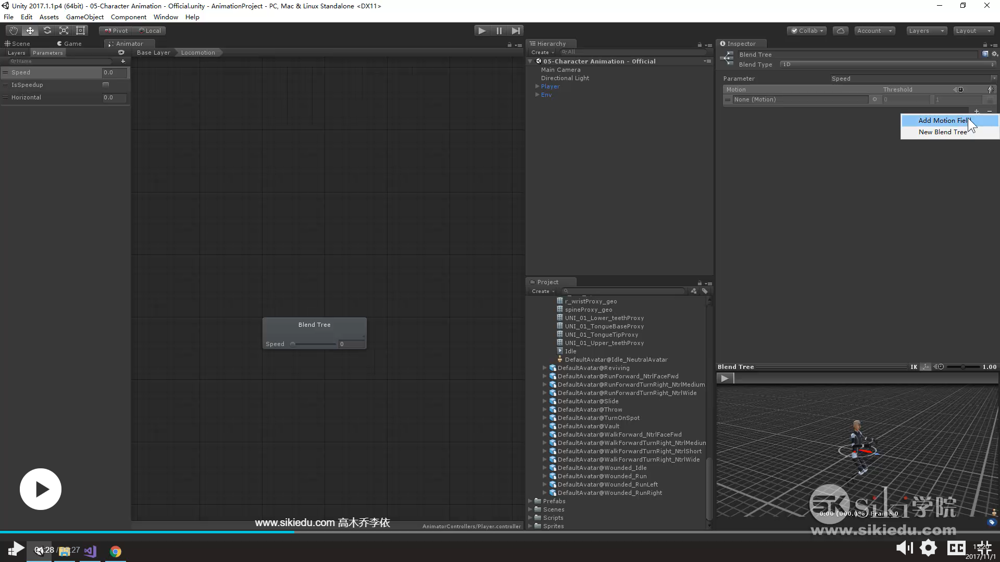 Unity 2017.1.1p4 (64bit) - 05-Character Animation - Official.unity - AnimationProject - PC, Mac & Linux Standalone <DX11>
File Edit Assets GameObject Component Window Help
Pivot Local
Collab Account Layers Layout
Scene Game Animator
Layers Parameters
Base Layer Locomotion
Name
Speed 0.0
IsSpeedup
Horizontal 0.0
Blend Tree
Speed 0
AnimatorControllers/Player.controller
Hierarchy
Create All
05-Character Animation - Official
Main Camera
Directional Light
Player
Env
Project
Create
r_wristProxy_geo
spineProxy_geo
UNI_01_Lower_teethProxy
UNI_01_TongueBaseProxy
UNI_01_TongueTipProxy
UNI_01_Upper_teethProxy
Idle
DefaultAvatar@Idle_NeutralAvatar
DefaultAvatar@Reviving
DefaultAvatar@RunForward_NtrlFaceFwd
DefaultAvatar@RunForwardTurnRight_NtrlMedium
DefaultAvatar@RunForwardTurnRight_NtrlWide
DefaultAvatar@Slide
DefaultAvatar@Throw
DefaultAvatar@TurnOnSpot
DefaultAvatar@Vault
DefaultAvatar@WalkForward_NtrlFaceFwd
DefaultAvatar@WalkForwardTurnRight_NtrlMediun
DefaultAvatar@WalkForwardTurnRight_NtrlShort
DefaultAvatar@WalkForwardTurnRight_NtrlWide
DefaultAvatar@Wounded_Idle
DefaultAvatar@Wounded_Run
DefaultAvatar@Wounded_RunLeft
DefaultAvatar@Wounded_RunRight
Prefabs
Scenes
Scripts
Sprites
Inspector
Blend Tree
Blend Type 1D
Parameter Speed
Motion Threshold
None (Motion) 0 1
Add Motion Fiel
New Blend Tree
Blend Tree IK 1.00
0:00 (000.0%) Frame 0
SiKi学院
www.sikiedu.com
www.sikiedu.com 高木乔李依
04:28 / 15:27
CC
15:20
2017/11/1